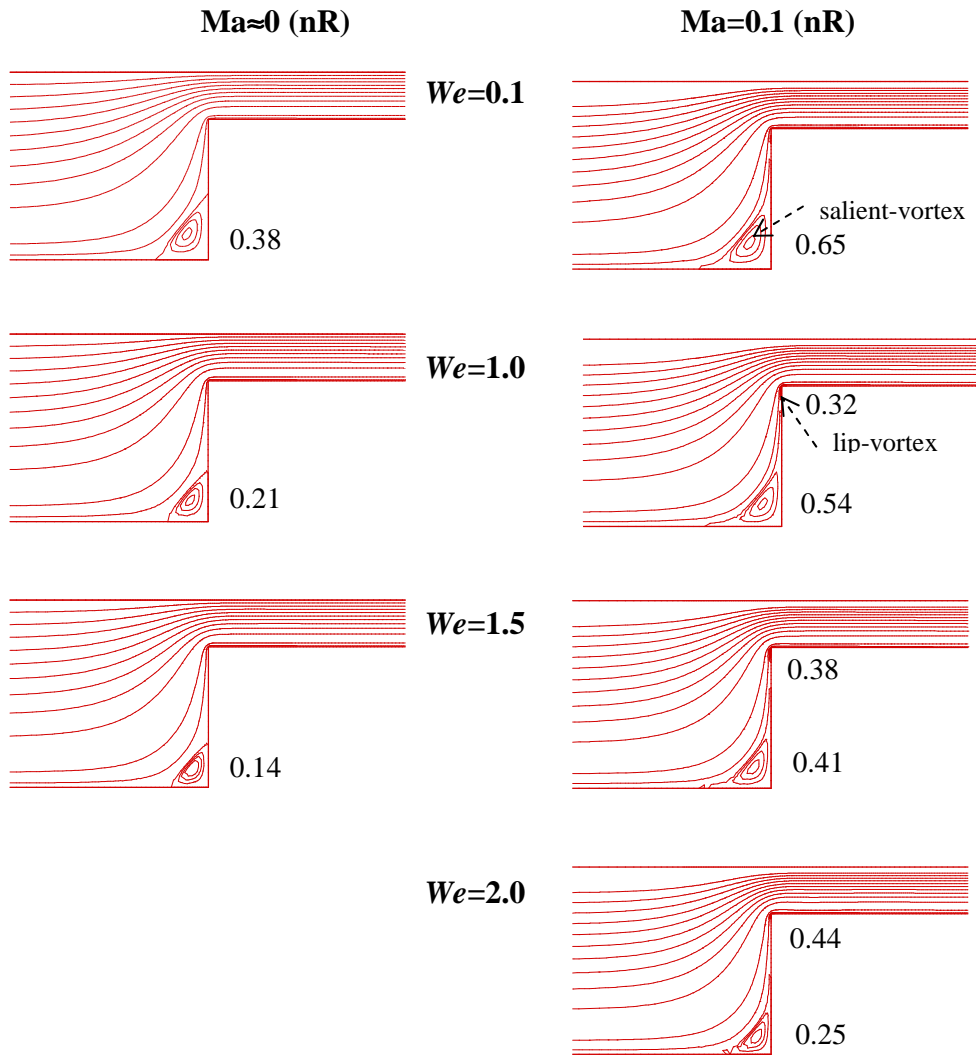 Ma≈0 (nR)
Ma=0.1 (nR)
We=0.1
salient-vortex
0.38
0.65
We=1.0
0.32
lip-vortex
0.21
0.54
We=1.5
0.38
0.14
0.41
We=2.0
0.44
0.25